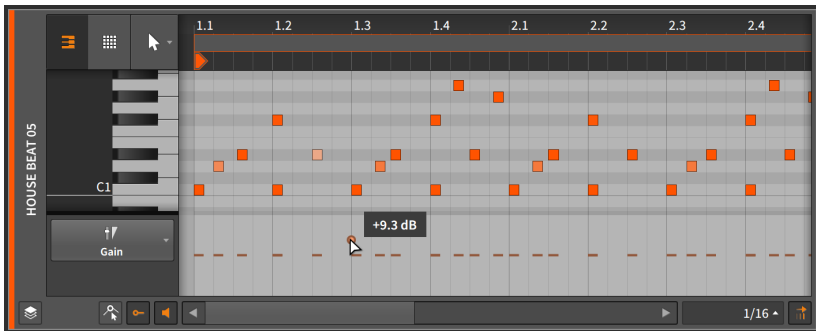 1.1 1.2 1.3 1.4 2.1 2.2 2.3 2.4
HOUSE BEAT 05
C1
+9.3 dB
Gain
1/16